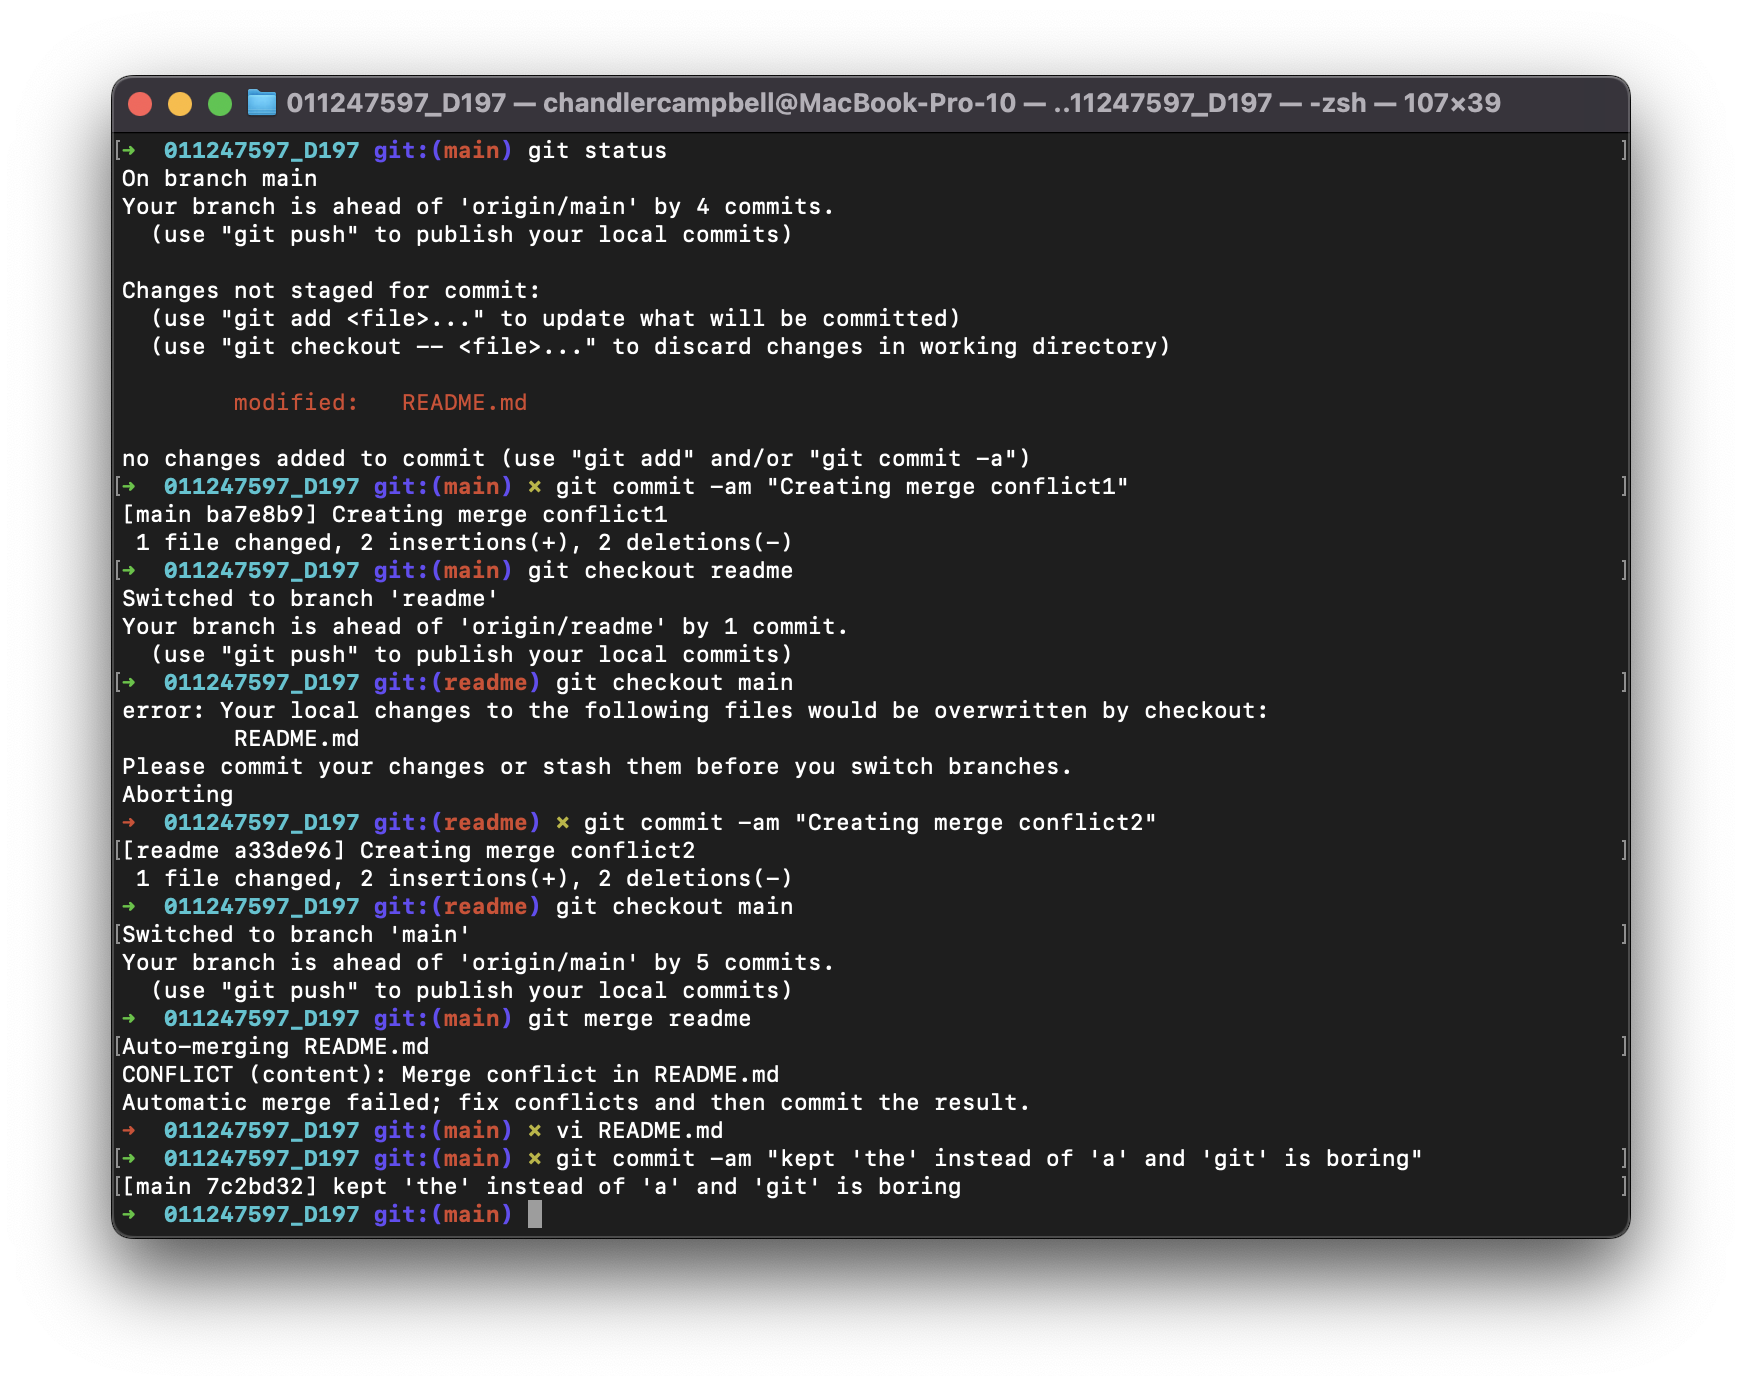 011247597_D197 — chandlercampbell@MacBook-Pro-10 — ..11247597_D197 — -zsh — 107×39
[➜  011247597_D197 git:(main) git status ]
On branch main
Your branch is ahead of 'origin/main' by 4 commits.
  (use "git push" to publish your local commits)

Changes not staged for commit:
  (use "git add <file>..." to update what will be committed)
  (use "git checkout -- <file>..." to discard changes in working directory)

        modified:   README.md

no changes added to commit (use "git add" and/or "git commit -a")
[➜  011247597_D197 git:(main) ✗ git commit -am "Creating merge conflict1" ]
[main ba7e8b9] Creating merge conflict1
 1 file changed, 2 insertions(+), 2 deletions(-)
[➜  011247597_D197 git:(main) git checkout readme ]
Switched to branch 'readme'
Your branch is ahead of 'origin/readme' by 1 commit.
  (use "git push" to publish your local commits)
[➜  011247597_D197 git:(readme) git checkout main ]
error: Your local changes to the following files would be overwritten by checkout:
        README.md
Please commit your changes or stash them before you switch branches.
Aborting
➜  011247597_D197 git:(readme) ✗ git commit -am "Creating merge conflict2"
[[readme a33de96] Creating merge conflict2 ]
 1 file changed, 2 insertions(+), 2 deletions(-)
➜  011247597_D197 git:(readme) git checkout main
[Switched to branch 'main' ]
Your branch is ahead of 'origin/main' by 5 commits.
  (use "git push" to publish your local commits)
➜  011247597_D197 git:(main) git merge readme
[Auto-merging README.md ]
CONFLICT (content): Merge conflict in README.md
Automatic merge failed; fix conflicts and then commit the result.
➜  011247597_D197 git:(main) ✗ vi README.md
[➜  011247597_D197 git:(main) ✗ git commit -am "kept 'the' instead of 'a' and 'git' is boring" ]
[[main 7c2bd32] kept 'the' instead of 'a' and 'git' is boring ]
➜  011247597_D197 git:(main)